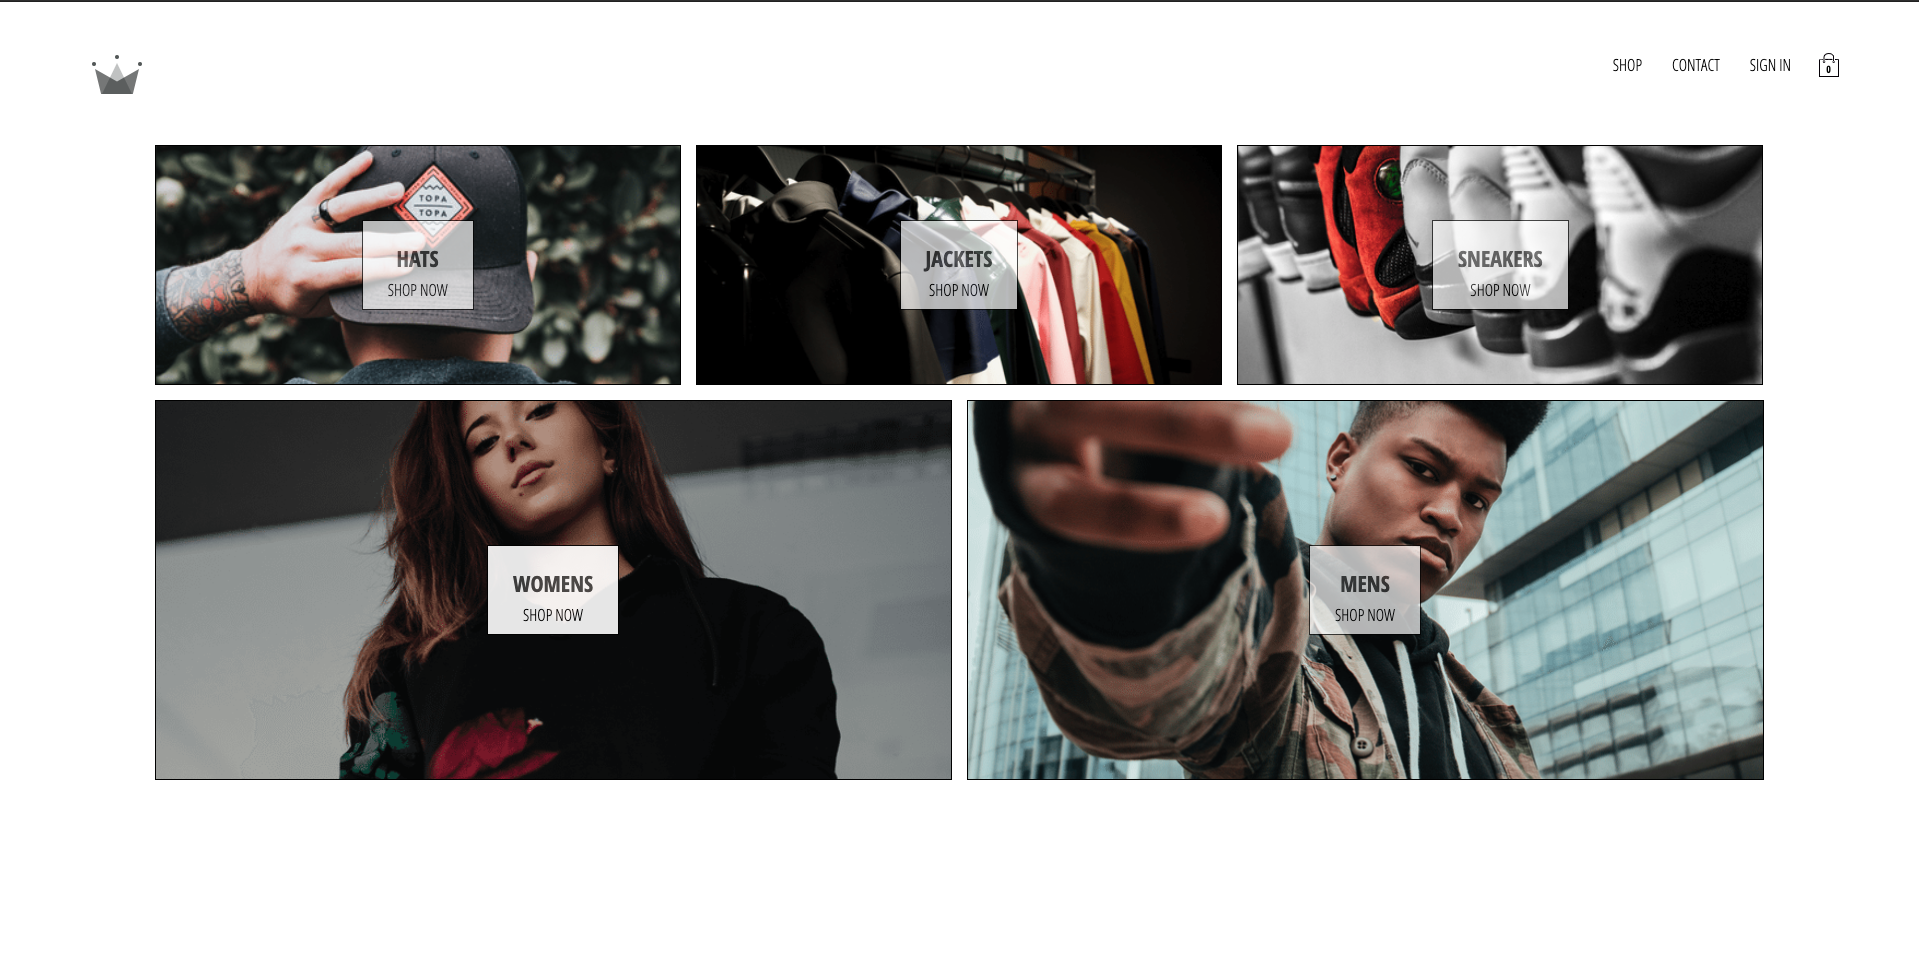 SHOP
CONTACT
SIGN IN
0
TOPA
TOPA
HATS
SHOP NOW
JACKETS
SHOP NOW
SNEAKERS
SHOP NOW
WOMENS
SHOP NOW
MENS
SHOP NOW